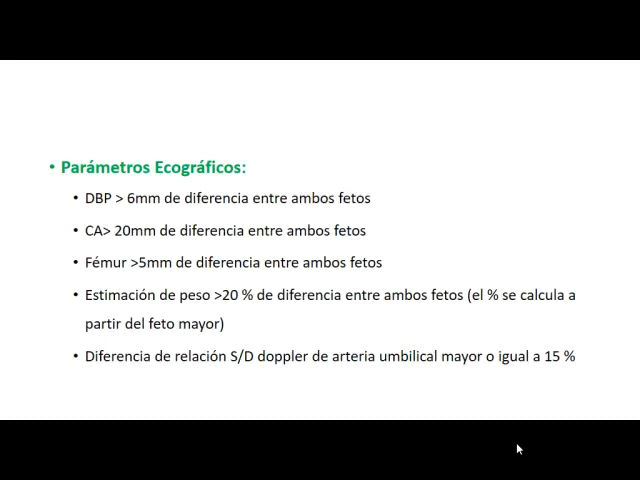 • Parámetros Ecográficos:
• DBP > 6mm de diferencia entre ambos fetos
• CA> 20mm de diferencia entre ambos fetos
• Fémur >5mm de diferencia entre ambos fetos
• Estimación de peso >20 % de diferencia entre ambos fetos (el % se calcula a
partir del feto mayor)
• Diferencia de relación S/D doppler de arteria umbilical mayor o igual a 15 %